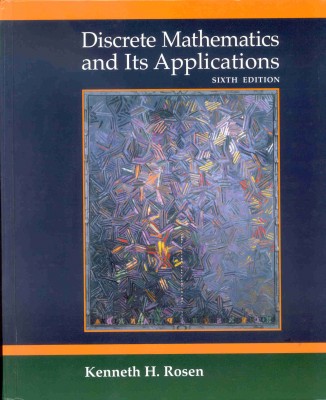 Discrete Mathematics
and Its Applications
SIXTH EDITION
Kenneth H. Rosen